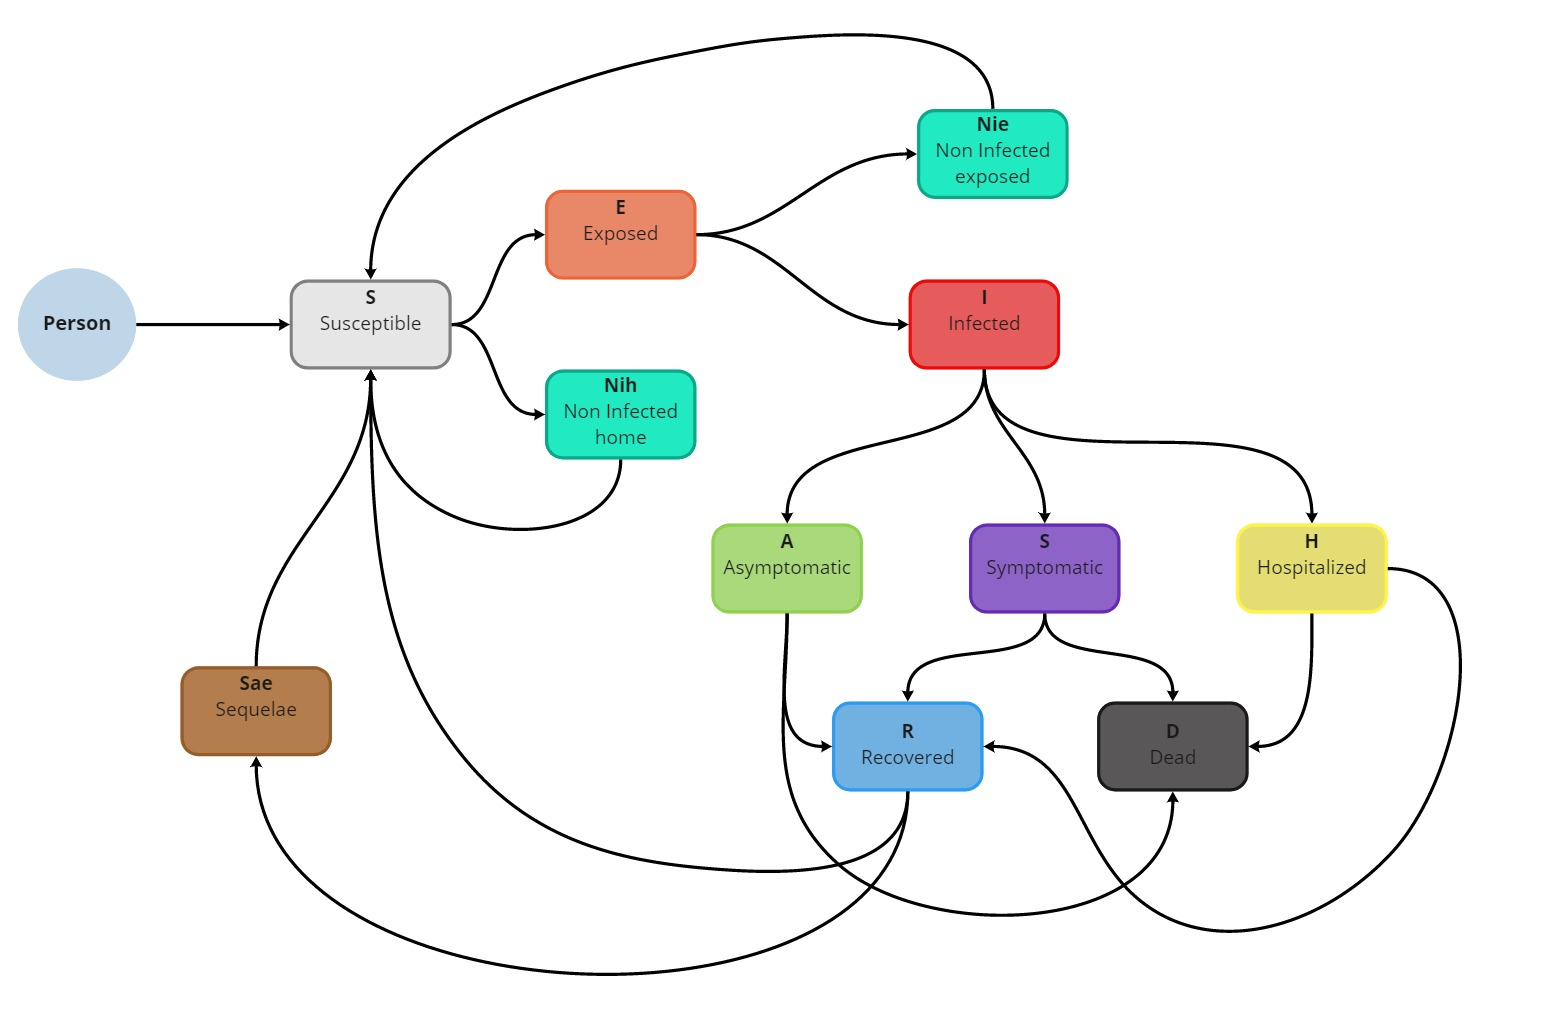 Nie
Non Infected
exposed
E
Exposed
Person
S
Susceptible
I
Infected
Nih
Non Infected
home
A
Asymptomatic
S
Symptomatic
H
Hospitalized
Sae
Sequelae
R
Recovered
D
Dead